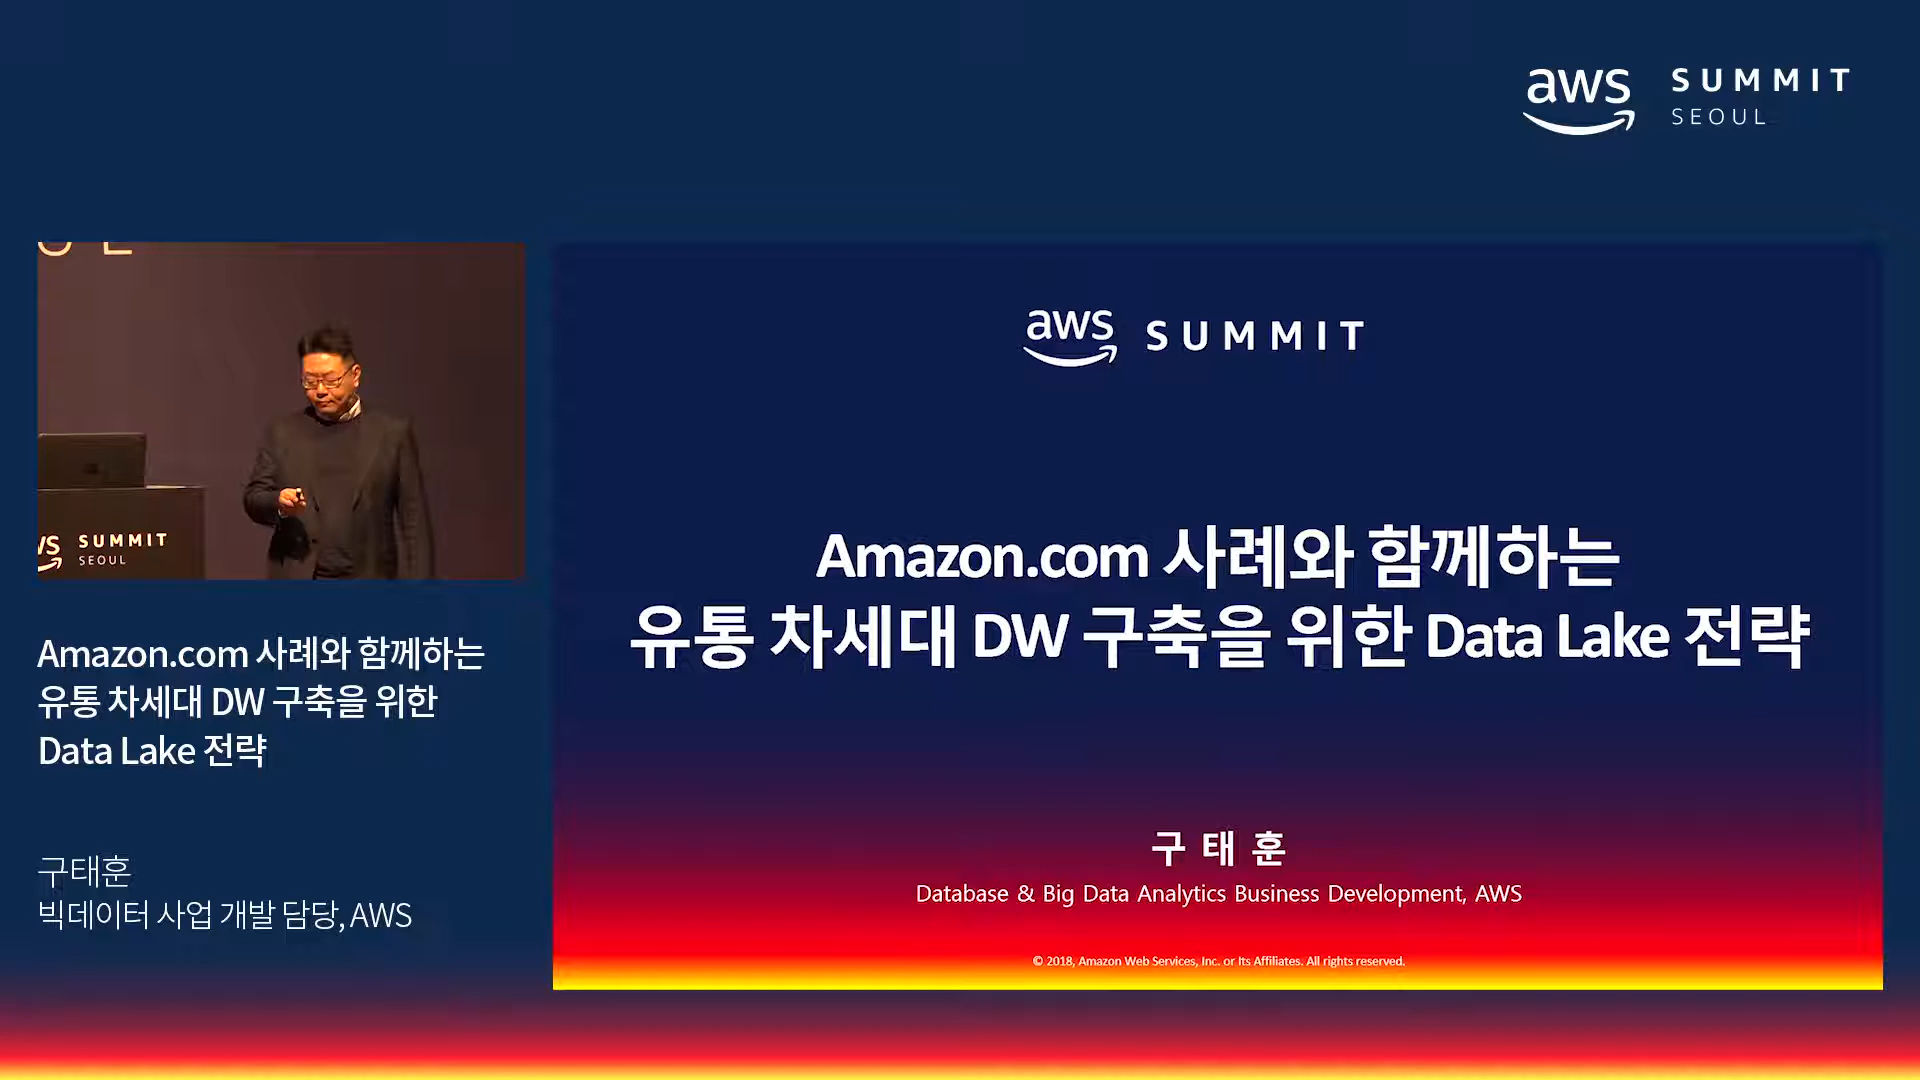 aws SUMMIT
SEOUL
SUMMIT
SEOUL
Amazon.com 사례와 함께하는
유통 차세대 DW 구축을 위한
Data Lake 전략
구태훈
빅데이터 사업 개발 담당, AWS
aws SUMMIT
Amazon.com 사례와 함께하는
유통 차세대 DW 구축을 위한 Data Lake 전략
구 태 훈
Database & Big Data Analytics Business Development, AWS
© 2018, Amazon Web Services, Inc. or Its Affiliates. All rights reserved.